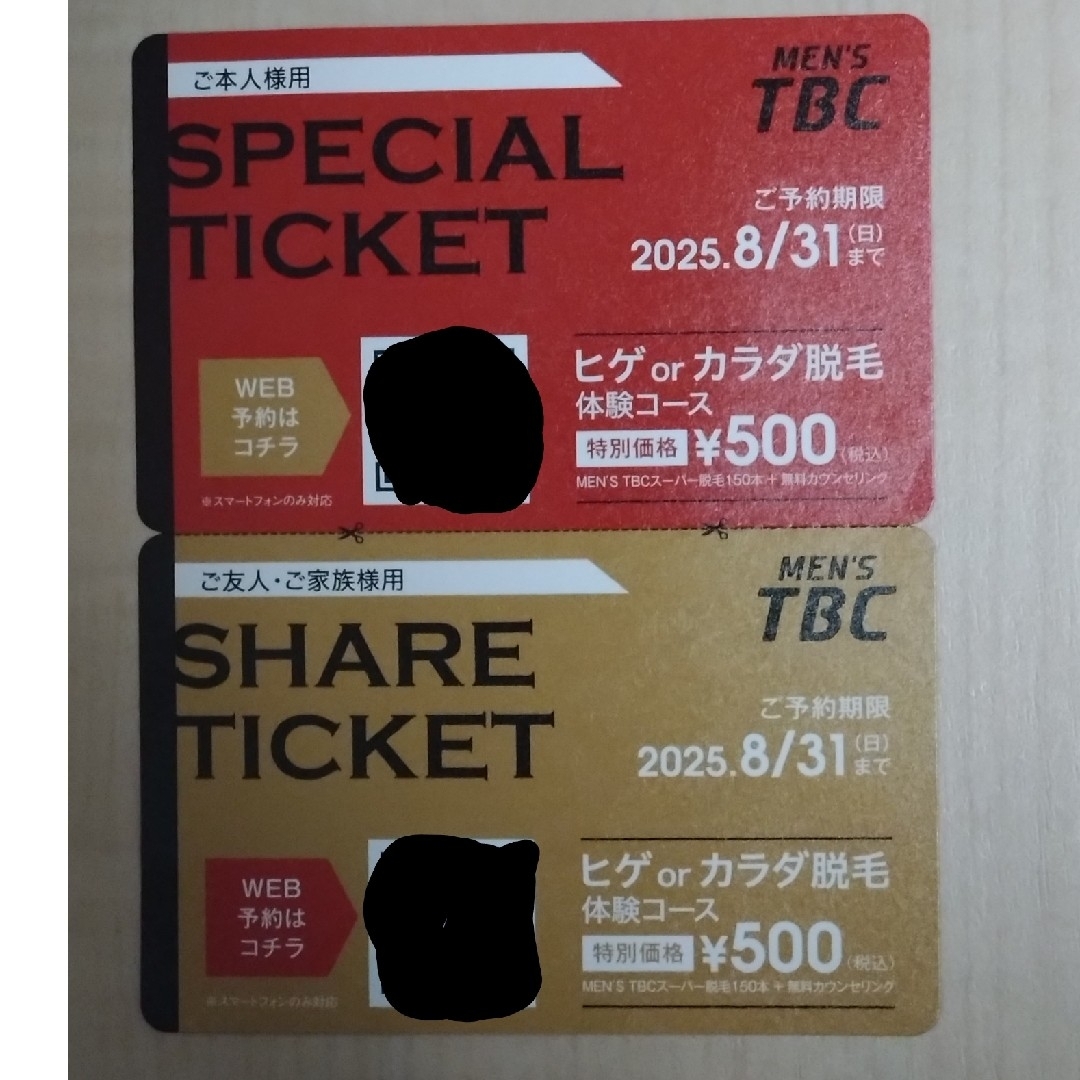 ご本人様用
MEN'S
TBC
SPECIAL
TICKET
ご予約期限
2025.8/31(日)まで
WEB
予約は
コチラ
※スマートフォンのみ対応
ヒゲorカラダ脱毛
体験コース
特別価格 ¥500(税込)
MEN'S TBCスーパー脱毛150本+無料カウンセリング
ご友人・ご家族様用
MEN'S
TBC
SHARE
TICKET
ご予約期限
2025.8/31(日)まで
WEB
予約は
コチラ
※スマートフォンのみ対応
ヒゲorカラダ脱毛
体験コース
特別価格 ¥500(税込)
MEN'S TBCスーパー脱毛150本+無料カウンセリング